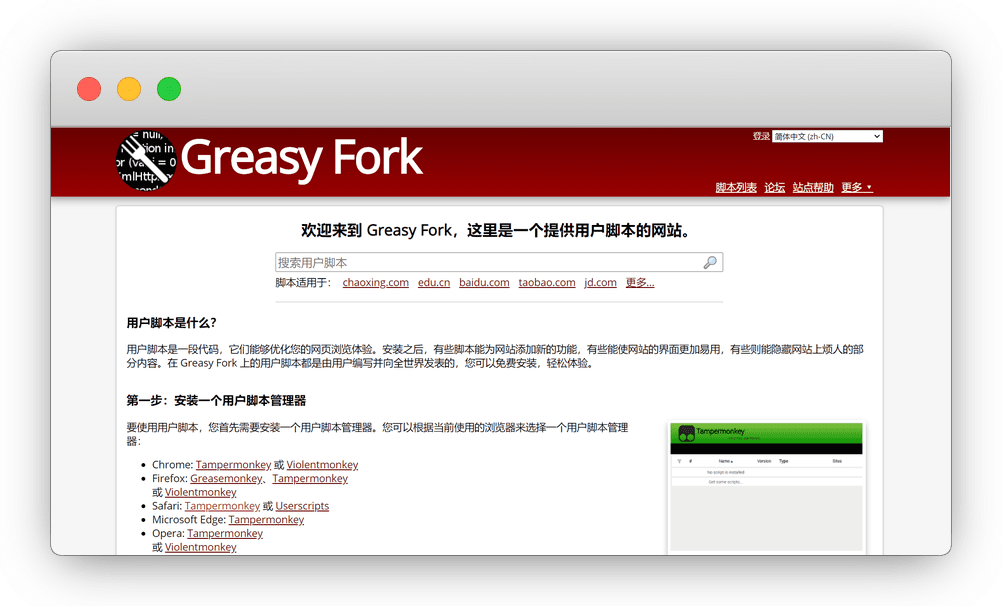 = null,
ction in
or (va i = 0
mlHttp
Greasy Fork
登录 简体中文 (zh-CN)
脚本列表 论坛 站点帮助 更多
欢迎来到 Greasy Fork，这里是一个提供用户脚本的网站。
搜索用户脚本
脚本适用于： chaoxing.com edu.cn baidu.com taobao.com jd.com 更多…
用户脚本是什么？
用户脚本是一段代码，它们能够优化您的网页浏览体验。安装之后，有些脚本能为网站添加新的功能，有些能使网站的界面更加易用，有些则能隐藏网站上烦人的部
分内容。在 Greasy Fork 上的用户脚本都是由用户编写并向全世界发表的，您可以免费安装，轻松体验。
第一步：安装一个用户脚本管理器
要使用用户脚本，您首先需要安装一个用户脚本管理器。您可以根据当前使用的浏览器来选择一个用户脚本管理
器：
Chrome: Tampermonkey 或 Violentmonkey
Firefox: Greasemonkey、Tampermonkey
或 Violentmonkey
Safari: Tampermonkey 或 Userscripts
Microsoft Edge: Tampermonkey
Opera: Tampermonkey
或 Violentmonkey
Tampermonkey
# Name Version Type Sites
No script is installed
Get some scripts...